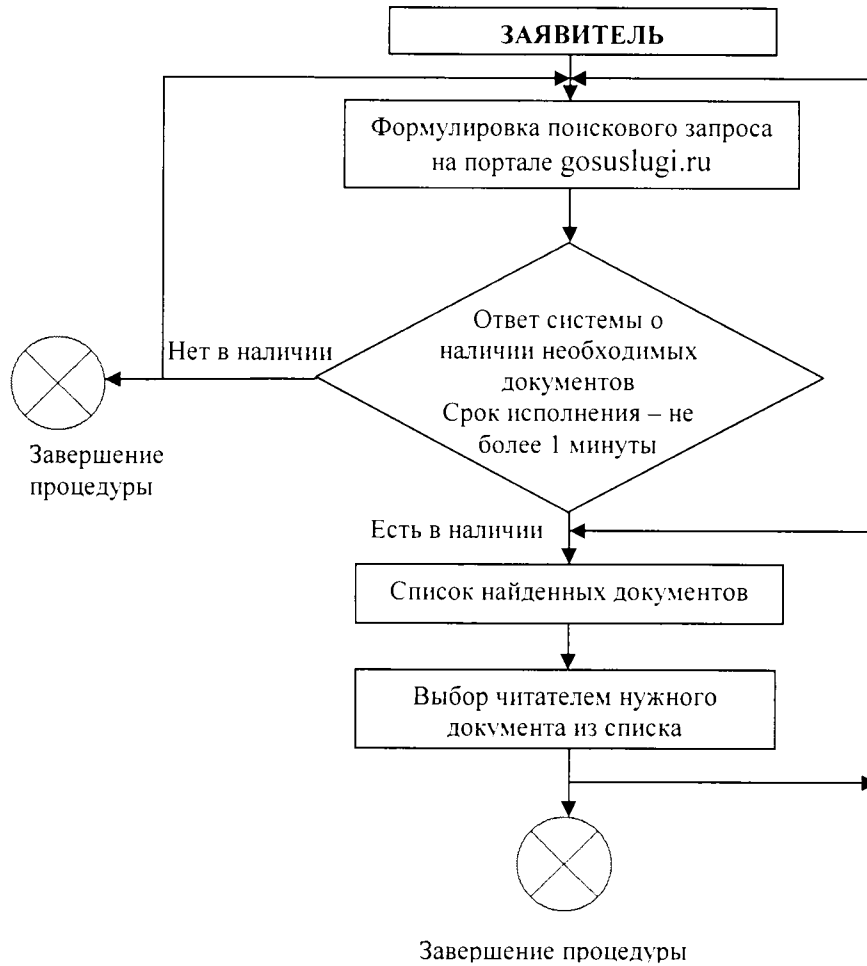 ЗАЯВИТЕЛЬ
Формулировка поискового запроса
на портале gosuslugi.ru
Ответ системы о
наличии необходимых
документов
Срок исполнения – не
более 1 минуты
Нет в наличии
Завершение
процедуры
Есть в наличии
Список найденных документов
Выбор читателем нужного
документа из списка
Завершение процедуры